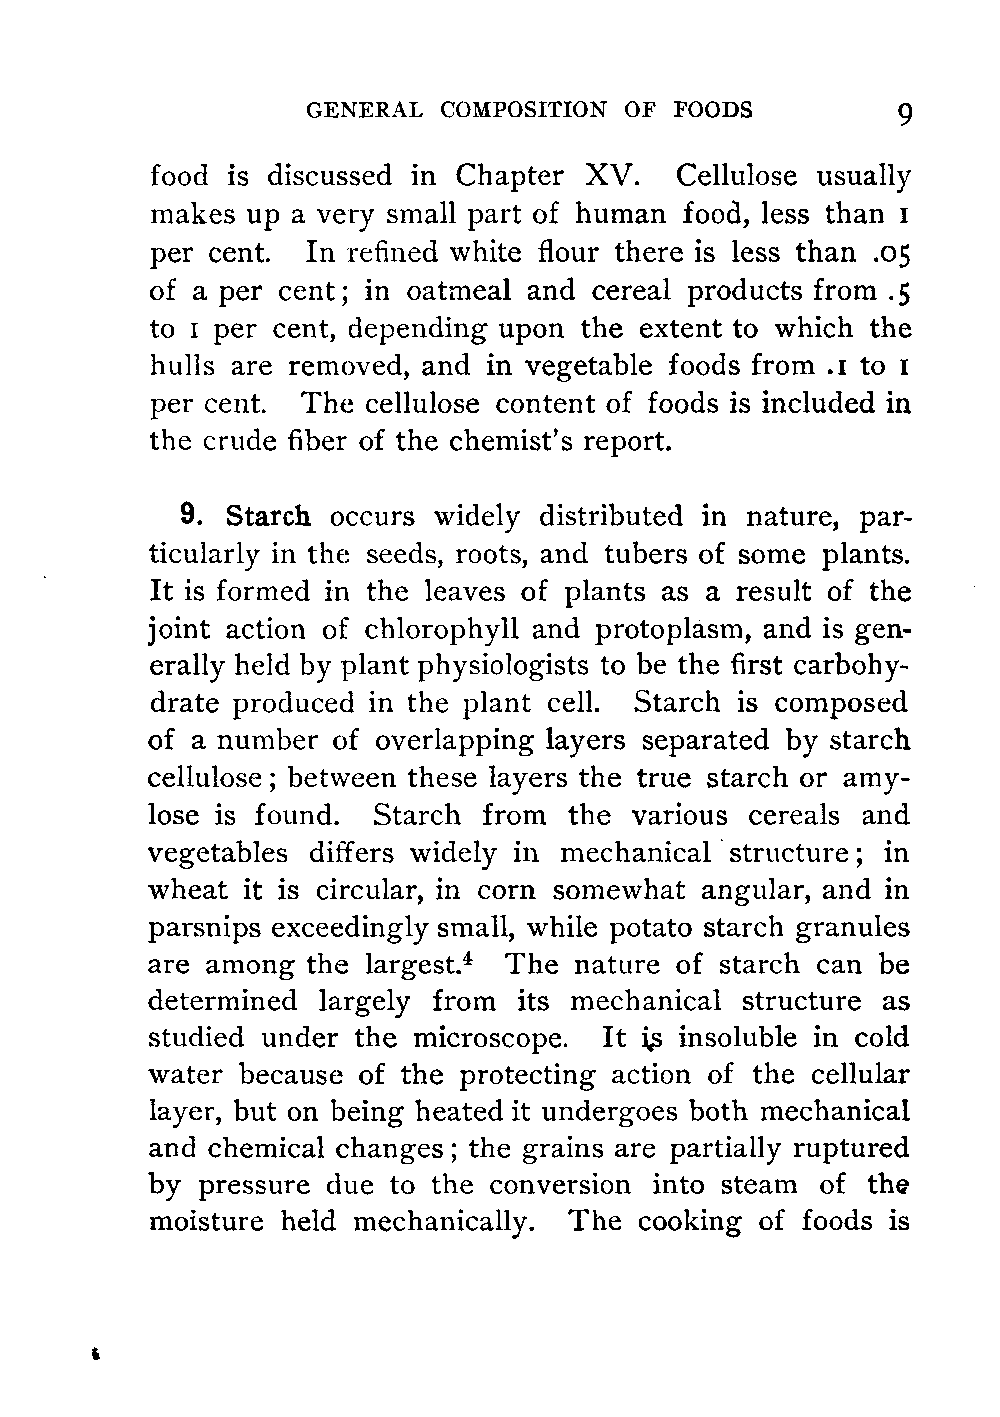 GENERAL COMPOSITION OF FOODS 9
food is discussed in Chapter XV. Cellulose usually
makes up a very small part of human food, less than 1
per cent. In refined white flour there is less than .05
of a per cent; in oatmeal and cereal products from .5
to 1 per cent, depending upon the extent to which the
hulls are removed, and in vegetable foods from .1 to 1
per cent. The cellulose content of foods is included in
the crude fiber of the chemist's report.
9. Starch occurs widely distributed in nature, par-
ticularly in the seeds, roots, and tubers of some plants.
It is formed in the leaves of plants as a result of the
joint action of chlorophyll and protoplasm, and is gen-
erally held by plant physiologists to be the first carbohy-
drate produced in the plant cell. Starch is composed
of a number of overlapping layers separated by starch
cellulose; between these layers the true starch or amy-
lose is found. Starch from the various cereals and
vegetables differs widely in mechanical structure; in
wheat it is circular, in corn somewhat angular, and in
parsnips exceedingly small, while potato starch granules
are among the largest.⁴ The nature of starch can be
determined largely from its mechanical structure as
studied under the microscope. It is insoluble in cold
water because of the protecting action of the cellular
layer, but on being heated it undergoes both mechanical
and chemical changes; the grains are partially ruptured
by pressure due to the conversion into steam of the
moisture held mechanically. The cooking of foods is